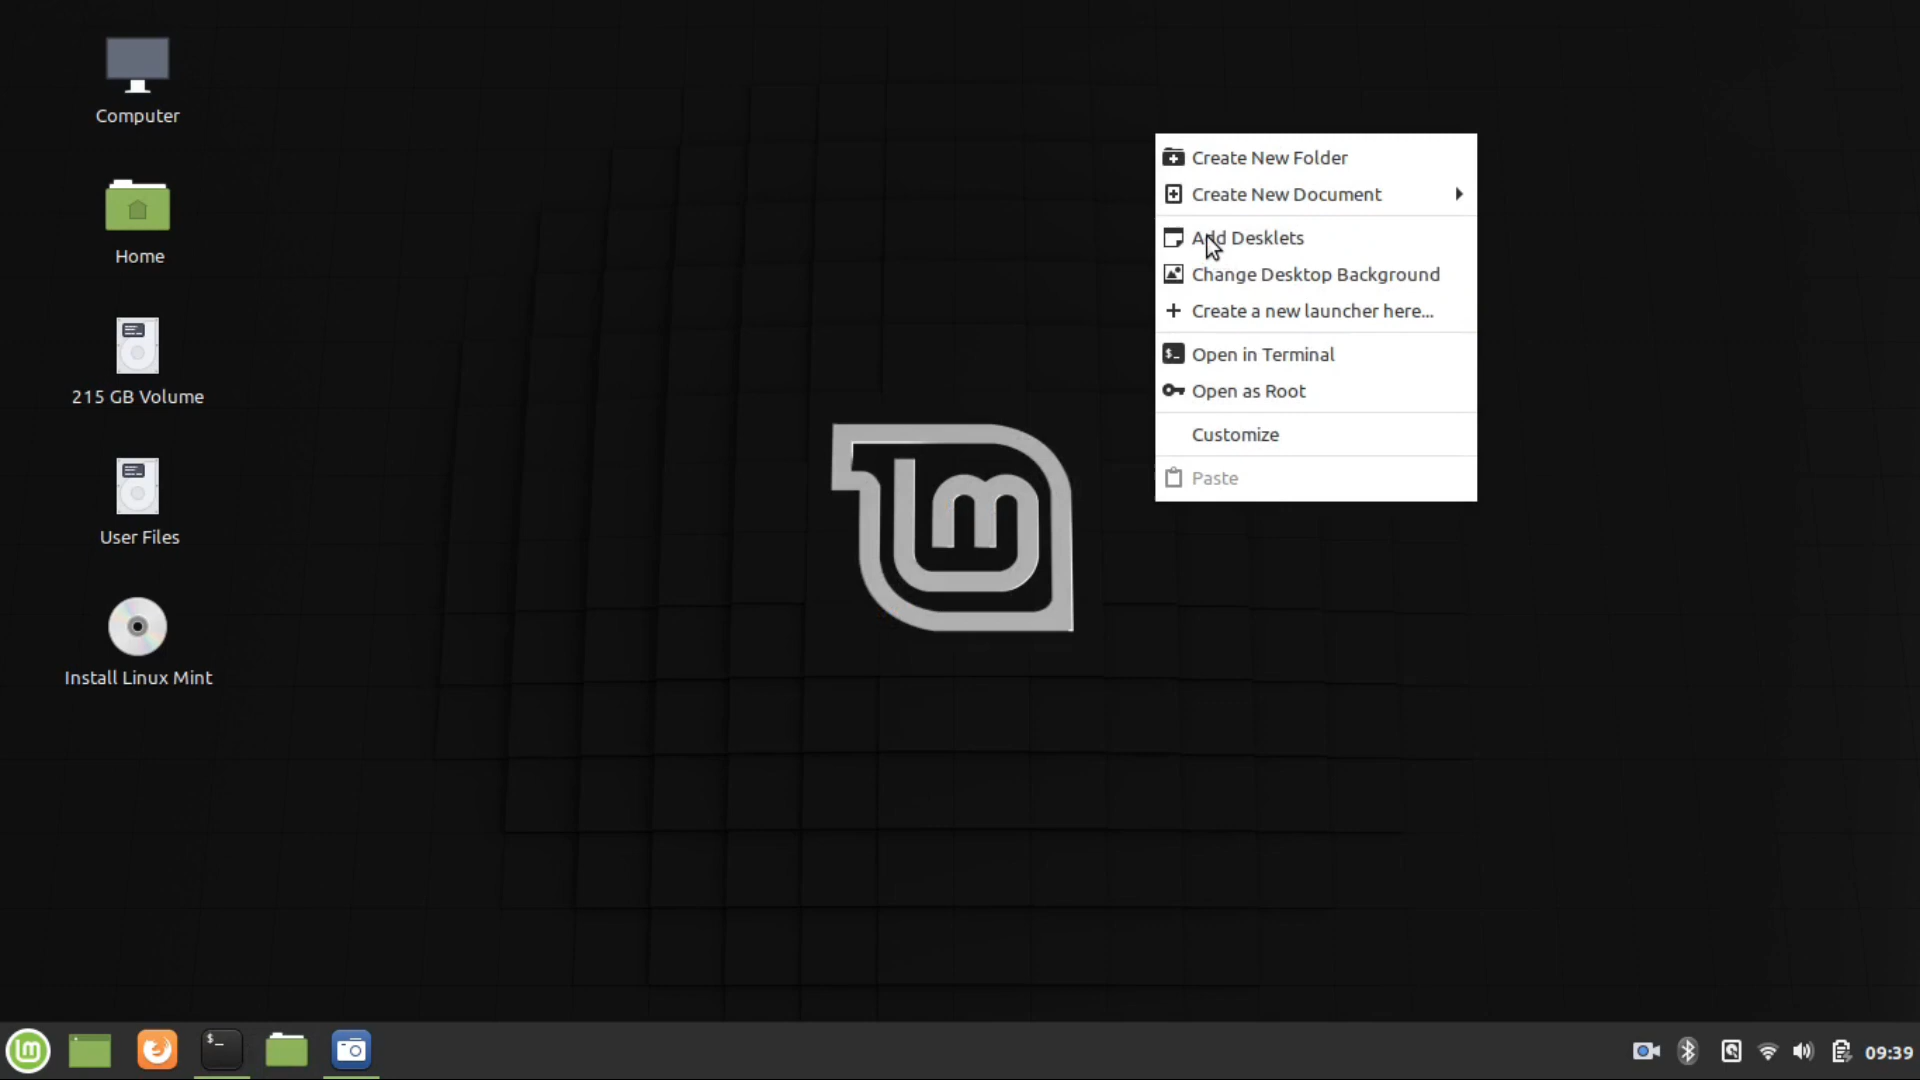 Computer
Home
215 GB Volume
User Files
Install Linux Mint
Create New Folder
Create New Document
Add Desklets
Change Desktop Background
Create a new launcher here...
Open in Terminal
Open as Root
Customize
Paste
lm
$_
09:39